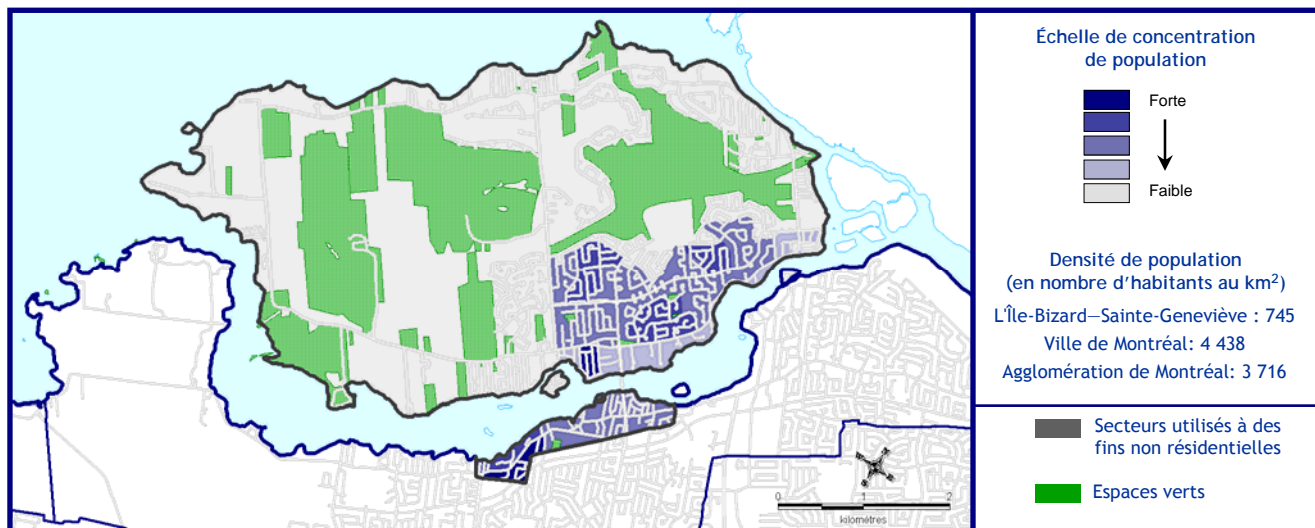 Échelle de concentration
de population
Forte
Faible
Densité de population
(en nombre d'habitants au km²)
L'Île-Bizard—Sainte-Geneviève : 745
Ville de Montréal: 4 438
Agglomération de Montréal: 3 716
Secteurs utilisés à des
fins non résidentielles
Espaces verts
0 1 2
kilomètres